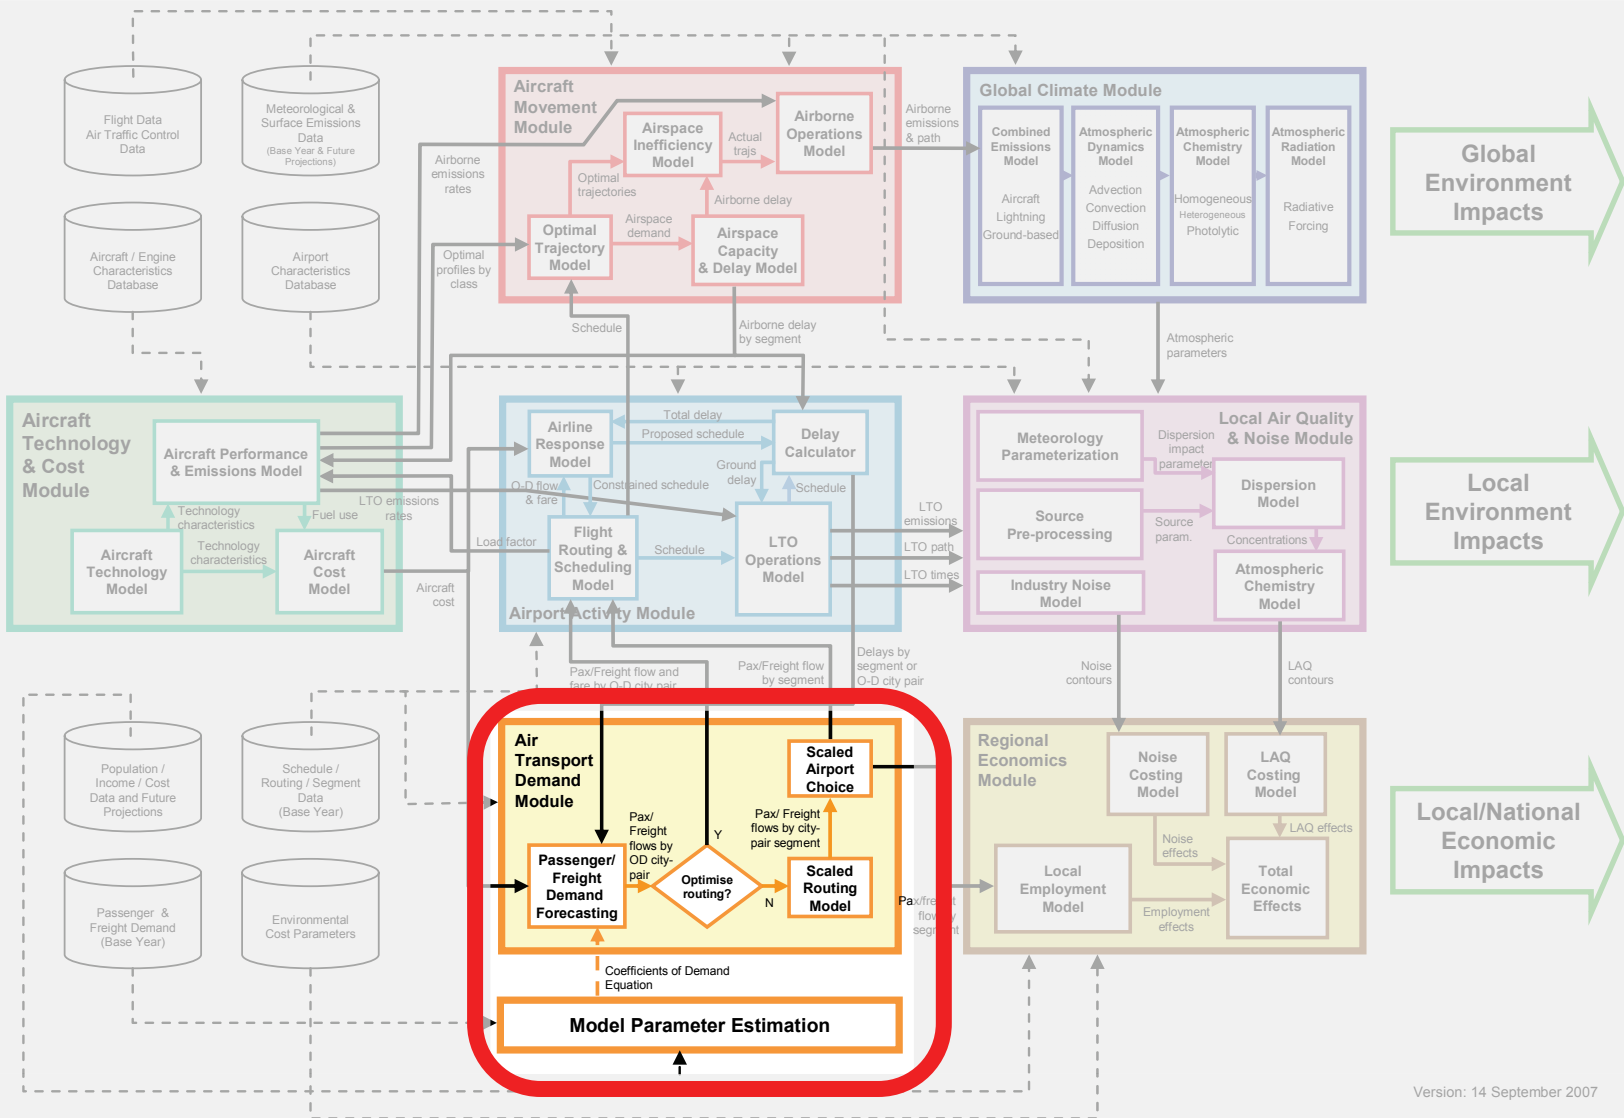 Flight Data
Air Traffic Control
Data
Meteorological &
Surface Emissions
Data
(Base Year & Future
Projections)
Aircraft / Engine
Characteristics
Database
Airport
Characteristics
Database
Aircraft
Movement
Module
Airspace
Inefficiency
Model
Actual
trajs
Airborne
Operations
Model
Airborne
emissions
& path
Airborne
emissions
rates
Optimal
trajectories
Airborne delay
Optimal
Trajectory
Model
Airspace
demand
Airspace
Capacity
& Delay Model
Optimal
profiles by
class
Schedule
Airborne delay
by segment
Global Climate Module
Combined
Emissions
Model
Aircraft
Lightning
Ground-based
Atmospheric
Dynamics
Model
Advection
Convection
Diffusion
Deposition
Atmospheric
Chemistry
Model
Homogeneous
Heterogeneous
Photolytic
Atmospheric
Radiation
Model
Radiative
Forcing
Atmospheric
parameters
Global
Environment
Impacts
Aircraft
Technology
& Cost
Module
Aircraft Performance
& Emissions Model
Technology
characteristics
Fuel use
LTO emissions
rates
Aircraft
Technology
Model
Technology
characteristics
Aircraft
Cost
Model
Aircraft
cost
Load factor
Airline
Response
Model
Total delay
Proposed schedule
Delay
Calculator
O-D flow
& fare
Constrained schedule
Ground
delay
Schedule
Flight
Routing &
Scheduling
Model
Schedule
LTO
Operations
Model
Airport Activity Module
LTO
emissions
LTO path
LTO times
Local Air Quality
& Noise Module
Meteorology
Parameterization
Dispersion
impact
parameter
Source
Pre-processing
Source
param.
Dispersion
Model
Concentrations
Industry Noise
Model
Atmospheric
Chemistry
Model
Local
Environment
Impacts
Pax/Freight flow and
fare by O-D city pair
Pax/Freight flow
by segment
Delays by
segment or
O-D city pair
Noise
contours
LAQ
contours
Population /
Income / Cost
Data and Future
Projections
Schedule /
Routing / Segment
Data
(Base Year)
Passenger &
Freight Demand
(Base Year)
Environmental
Cost Parameters
Air
Transport
Demand
Module
Scaled
Airport
Choice
Pax/
Freight
flows by
OD city-
pair
Y
Pax/ Freight
flows by city-
pair segment
Passenger/
Freight
Demand
Forecasting
Optimise
routing?
N
Scaled
Routing
Model
Coefficients of Demand
Equation
Model Parameter Estimation
Pax/freight
flow by
segment
Regional
Economics
Module
Noise
Costing
Model
LAQ
Costing
Model
Noise
effects
LAQ effects
Local
Employment
Model
Employment
effects
Total
Economic
Effects
Local/National
Economic
Impacts
Version: 14 September 2007